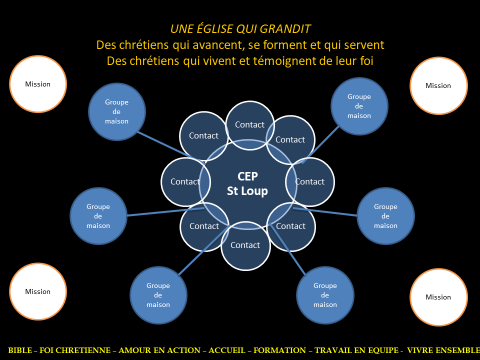 UNE ÉGLISE QUI GRANDIT
Des chrétiens qui avancent, se forment et qui servent
Des chrétiens qui vivent et témoignent de leur foi
Mission
Mission
Groupe
de
maison
Groupe
de
maison
Contact
Contact
Contact
Contact
CEP
St Loup
Contact
Groupe
de
maison
Groupe
de
maison
Contact
Contact
Contact
Mission
Groupe
de
maison
Groupe
de
maison
Mission
BIBLE – FOI CHRETIENNE – AMOUR EN ACTION – ACCUEIL – FORMATION – TRAVAIL EN EQUIPE - VIVRE ENSEMBLE